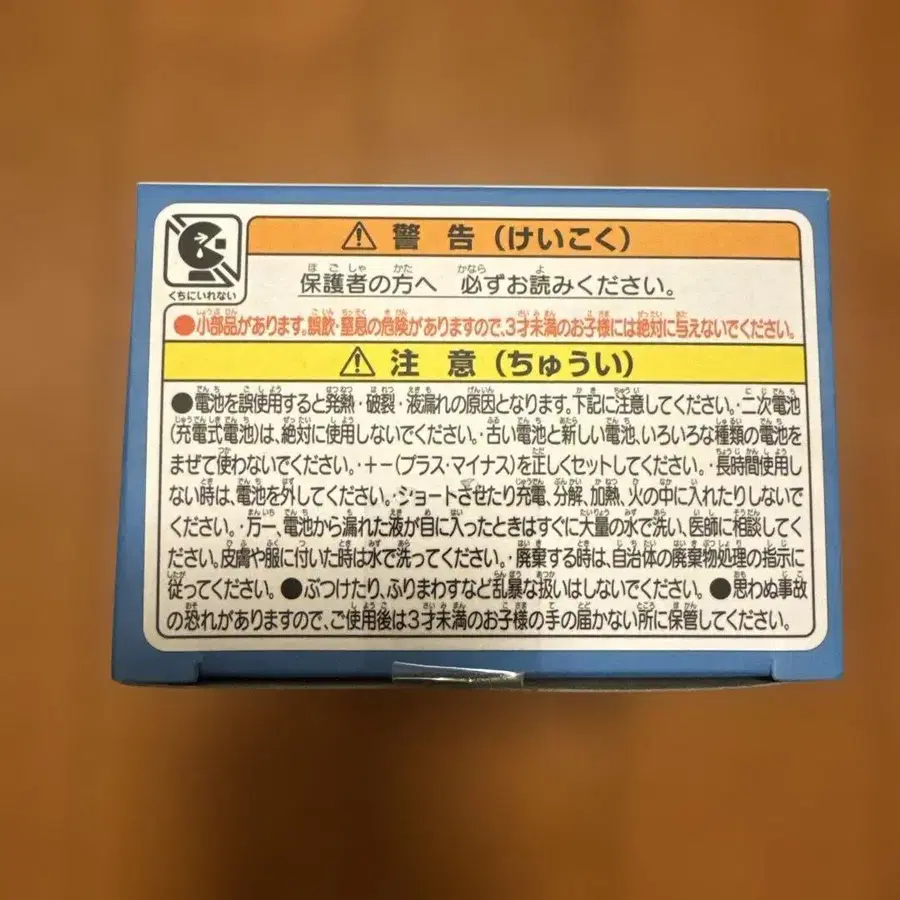 くちにいれない
⚠ 警告(けいこく)
保護者の方へ 必ずお読みください。
●小部品があります。誤飲・窒息の危険がありますので、3才未満のお子様には絶対に与えないでください。
⚠ 注意(ちゅうい)
●電池を誤使用すると発熱・破裂・液漏れの原因となります。下記に注意してください。・二次電池
(充電式電池)は、絶対に使用しないでください。・古い電池と新しい電池、いろいろな種類の電池を
まぜて使わないでください。・+−(プラス・マイナス)を正しくセットしてください。・長時間使用し
ない時は、電池を外してください。・ショートさせたり充電、分解、加熱、火の中に入れたりしないで
ください。・万一、電池から漏れた液が目に入ったときはすぐに大量の水で洗い、医師に相談してく
ださい。皮膚や服に付いた時は水で洗ってください。・廃棄する時は、自治体の廃棄物処理の指示に
従ってください。●ぶつけたり、ふりまわすなど乱暴な扱いはしないでください。●思わぬ事故
の恐れがありますので、ご使用後は3才未満のお子様の手の届かない所に保管してください。